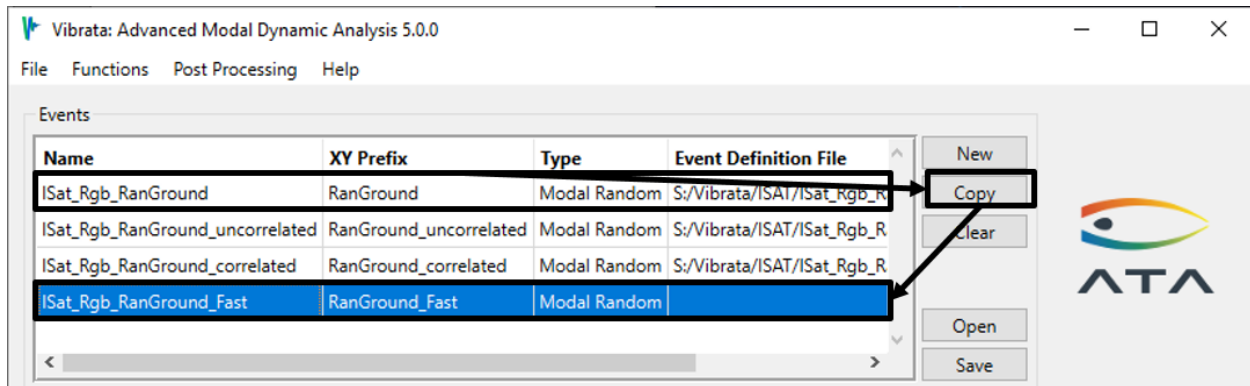 Vibrata: Advanced Modal Dynamic Analysis 5.0.0
File Functions Post Processing Help
Events
Name XY Prefix Type Event Definition File New
ISat_Rgb_RanGround RanGround Modal Random S:/Vibrata/ISAT/ISat_Rgb_R Copy
ISat_Rgb_RanGround_uncorrelated RanGround_uncorrelated Modal Random S:/Vibrata/ISAT/ISat_Rgb_R Clear
ISat_Rgb_RanGround_correlated RanGround_correlated Modal Random S:/Vibrata/ISAT/ISat_Rgb_R
ATA
ISat_Rgb_RanGround_Fast RanGround_Fast Modal Random
Open
Save